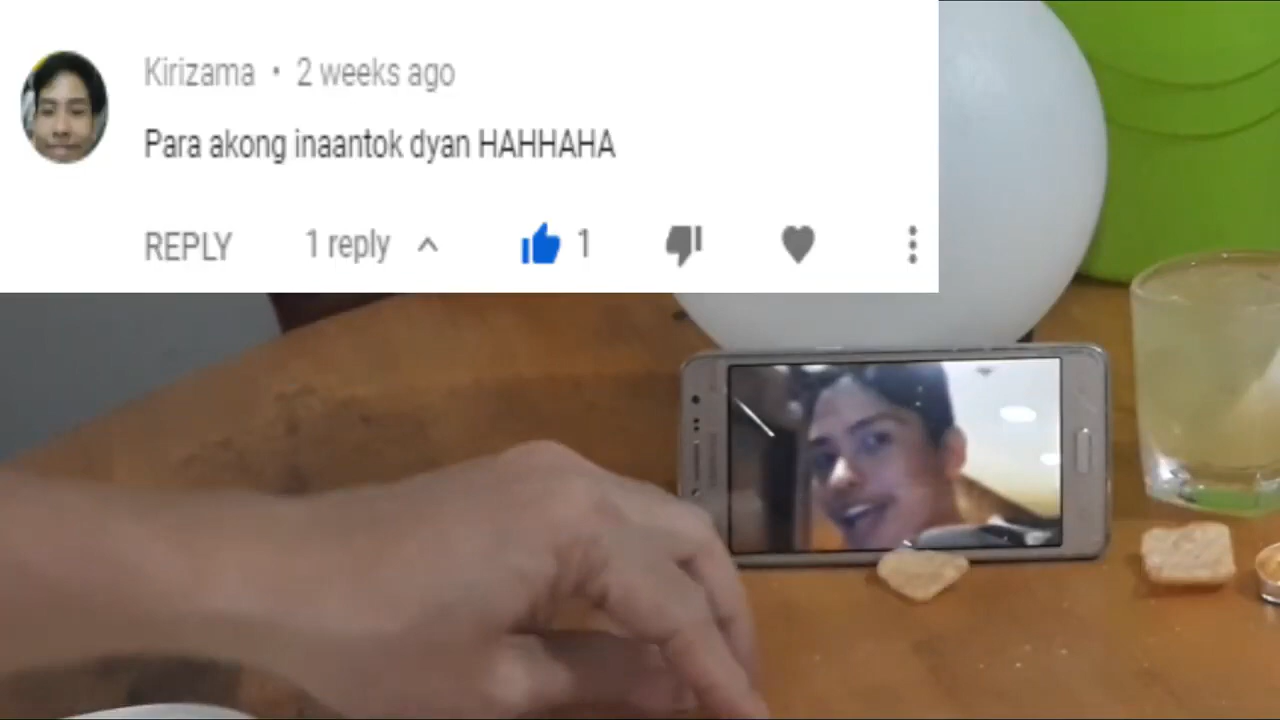 Kirizama • 2 weeks ago
Para akong inaantok dyan HAHHAHA
REPLY 1 reply 1